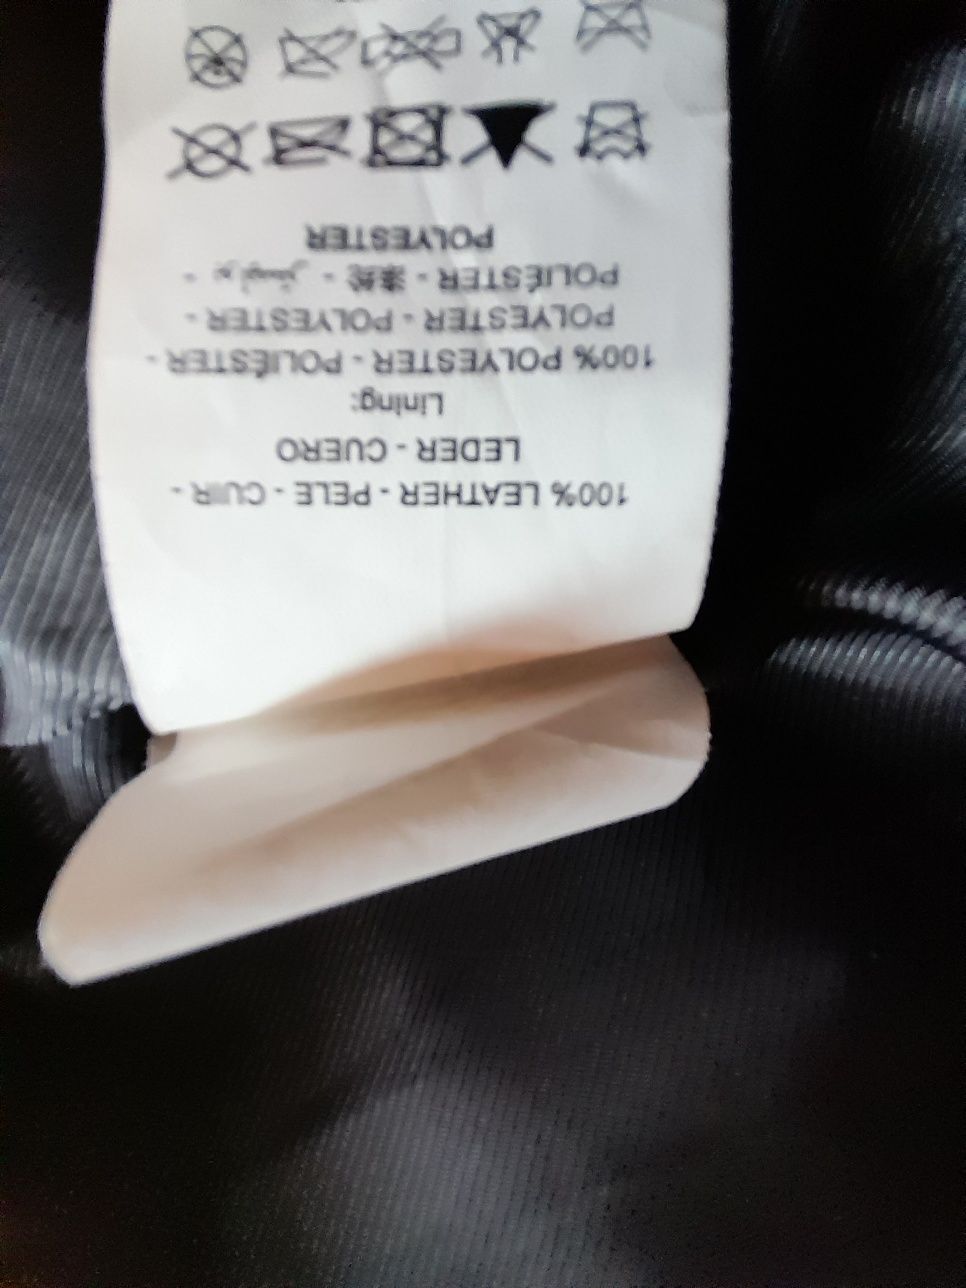 100% LEATHER - PELE - CUIR -
LEDER - CUERO
Lining:
100% POLYESTER - POLIÉSTER -
POLYESTER - POLYESTER -
POLIÉSTER - 涤纶 - -
POLYESTER